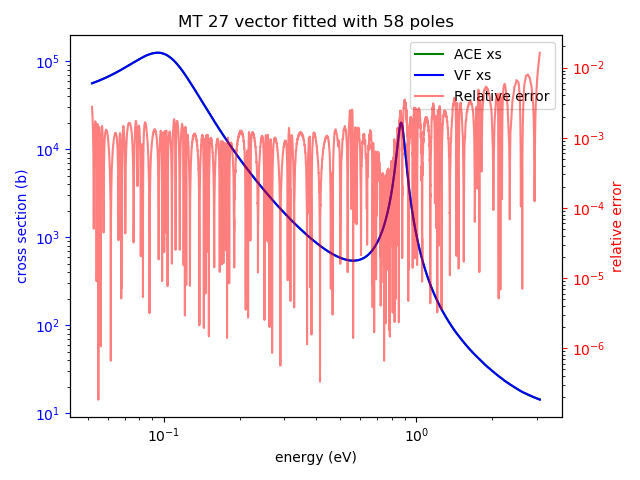 MT 27 vector fitted with 58 poles
ACE xs
VF xs
Relative error
cross section (b)
10^5
10^4
10^3
10^2
10^1
10^-2
10^-3
10^-4
10^-5
10^-6
relative error
10^-1
10^0
energy (eV)